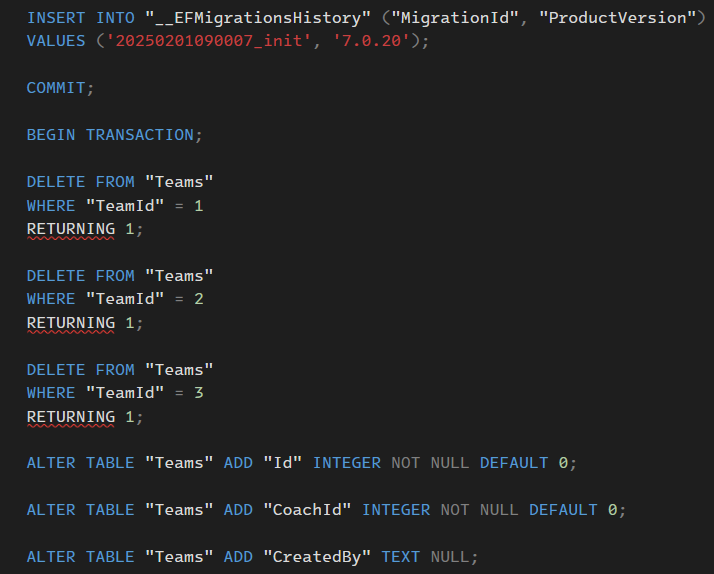 INSERT INTO "__EFMigrationsHistory" ("MigrationId", "ProductVersion")
VALUES ('20250201090007_init', '7.0.20');
COMMIT;
BEGIN TRANSACTION;
DELETE FROM "Teams"
WHERE "TeamId" = 1
RETURNING 1;
DELETE FROM "Teams"
WHERE "TeamId" = 2
RETURNING 1;
DELETE FROM "Teams"
WHERE "TeamId" = 3
RETURNING 1;
ALTER TABLE "Teams" ADD "Id" INTEGER NOT NULL DEFAULT 0;
ALTER TABLE "Teams" ADD "CoachId" INTEGER NOT NULL DEFAULT 0;
ALTER TABLE "Teams" ADD "CreatedBy" TEXT NULL;